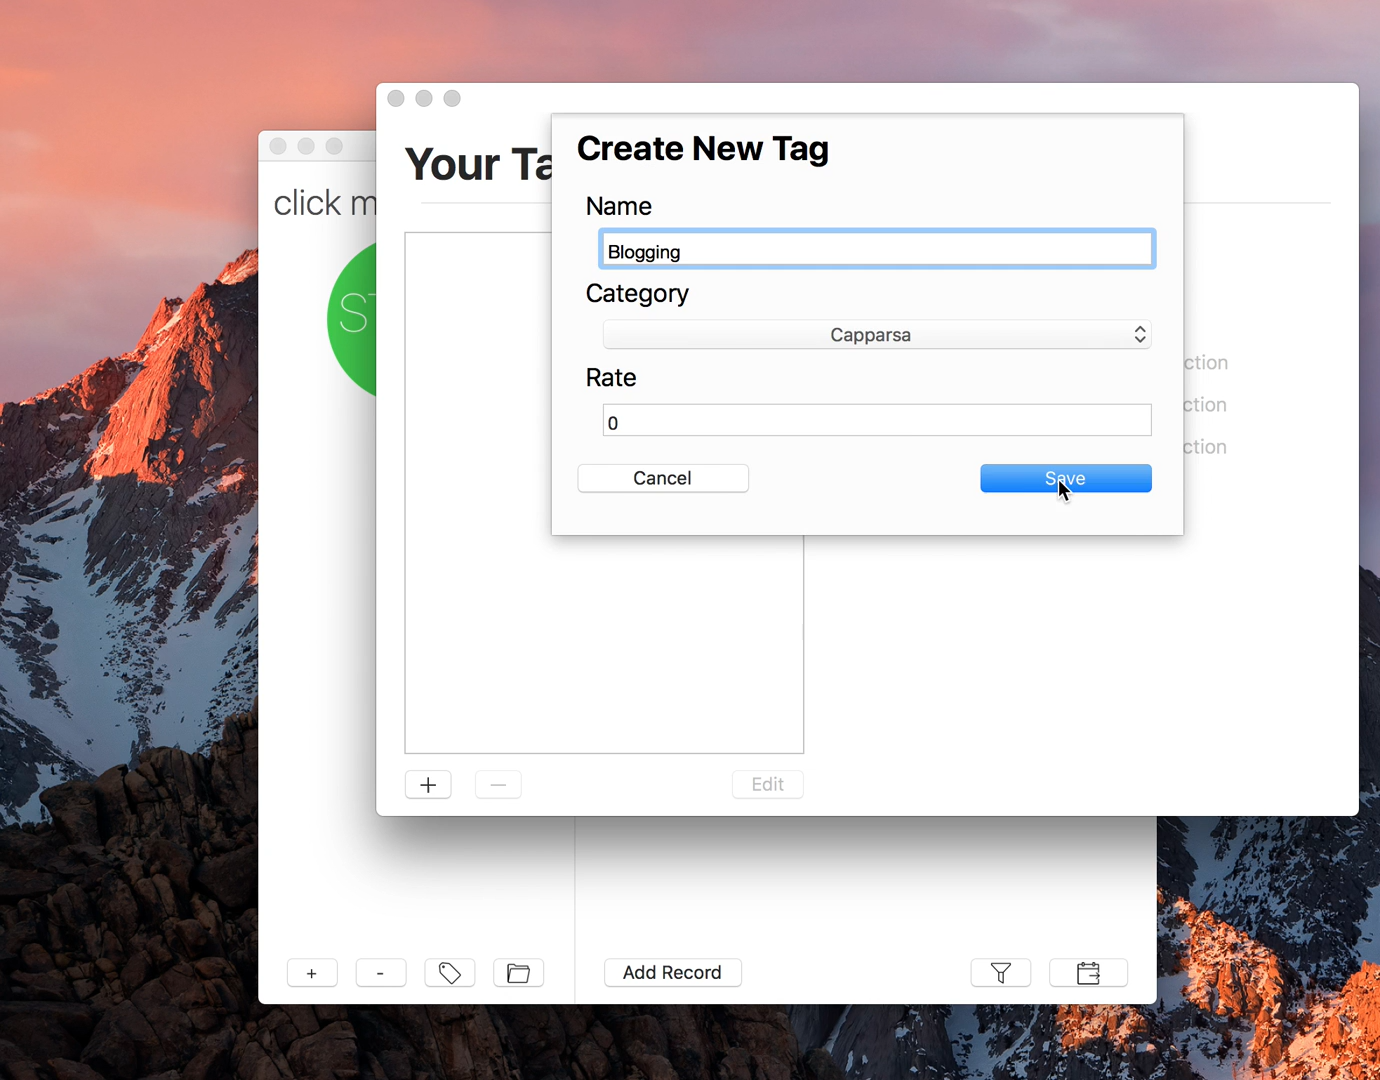 Your Ta
click m
ST
Create New Tag
Name
Blogging
Category
Capparsa
Rate
0
Cancel
Save
ction
ction
ction
+
−
Edit
+
-
Add Record